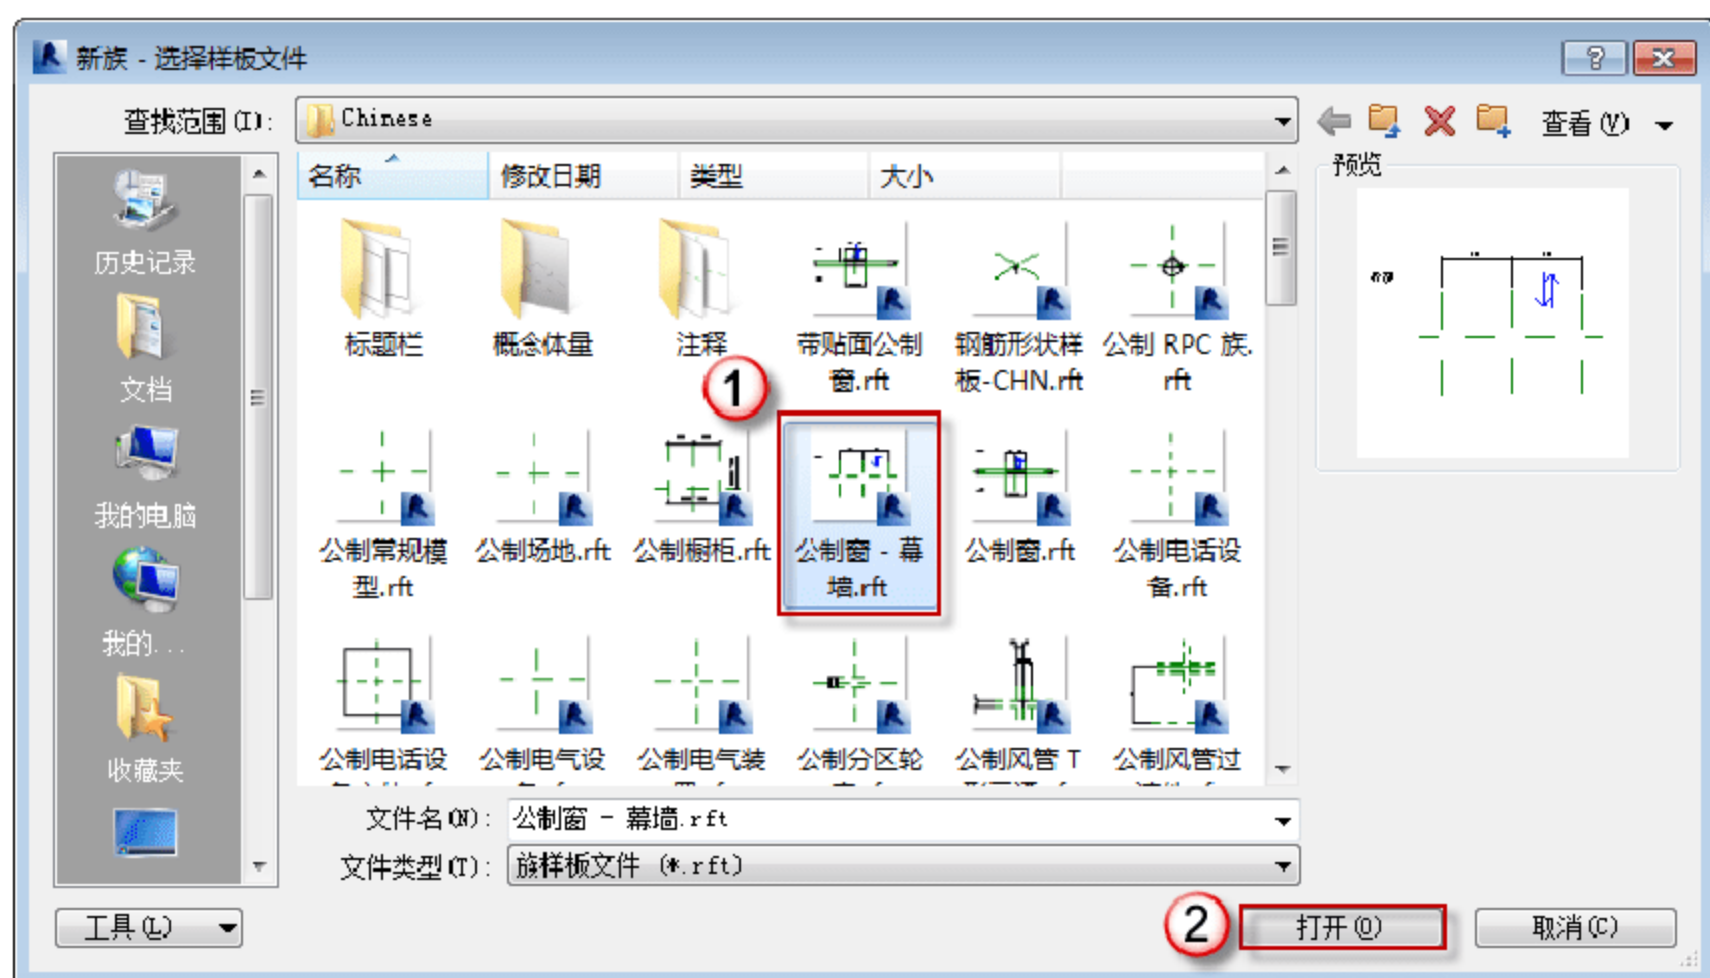 新族 - 选择样板文件
查找范围(I):
Chinese
查看(V)
名称
修改日期
类型
大小
预览
历史记录
文档
我的电脑
我的...
收藏夹
标题栏
概念体量
注释
带贴面公制
窗.rft
钢筋形状样
板-CHN.rft
公制 RPC 族.
rft
1
公制常规模
型.rft
公制场地.rft
公制橱柜.rft
公制窗 - 幕
墙.rft
公制窗.rft
公制电话设
备.rft
公制电话设
公制电气设
公制电气装
公制分区轮
公制风管 T
公制风管过
文件名(N):
公制窗 - 幕墙.rft
文件类型(T):
族样板文件 (*.rft)
工具(L)
2
打开(O)
取消(C)